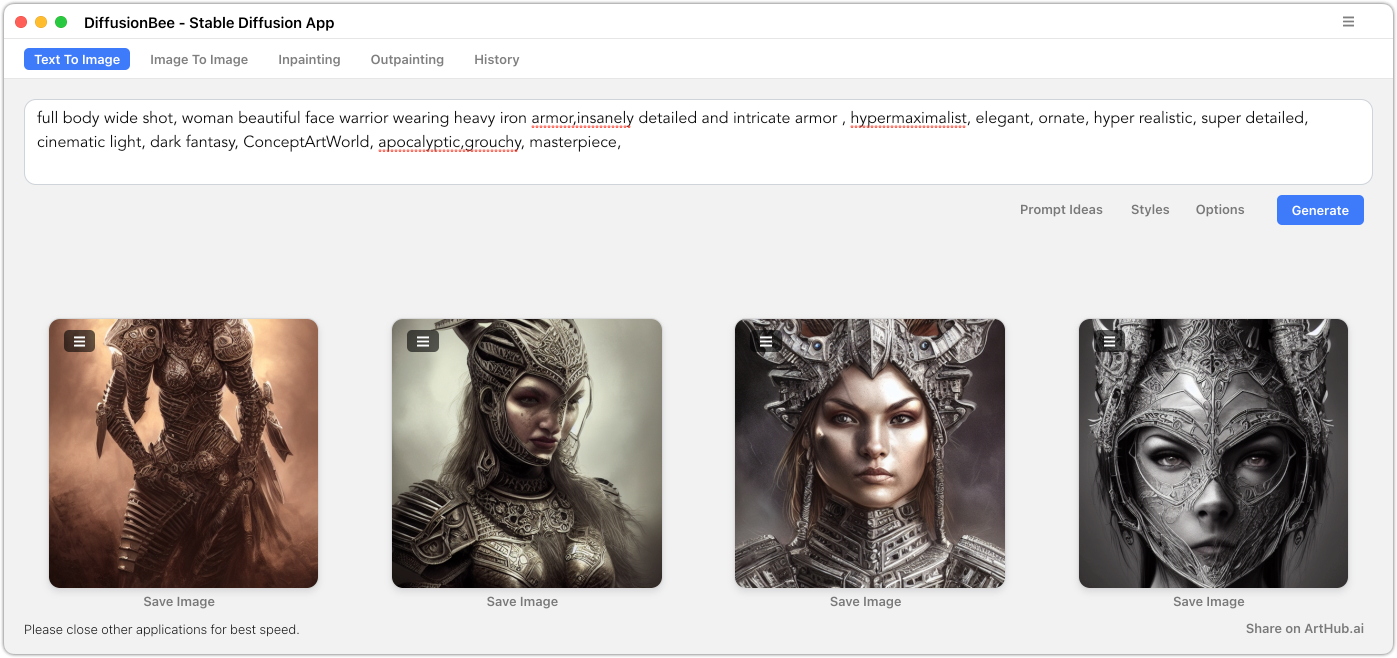 DiffusionBee - Stable Diffusion App
Text To Image Image To Image Inpainting Outpainting History
full body wide shot, woman beautiful face warrior wearing heavy iron armor,insanely detailed and intricate armor , hypermaximalist, elegant, ornate, hyper realistic, super detailed,
cinematic light, dark fantasy, ConceptArtWorld, apocalyptic,grouchy, masterpiece,
Prompt Ideas Styles Options Generate
Save Image Save Image Save Image Save Image
Please close other applications for best speed. Share on ArtHub.ai